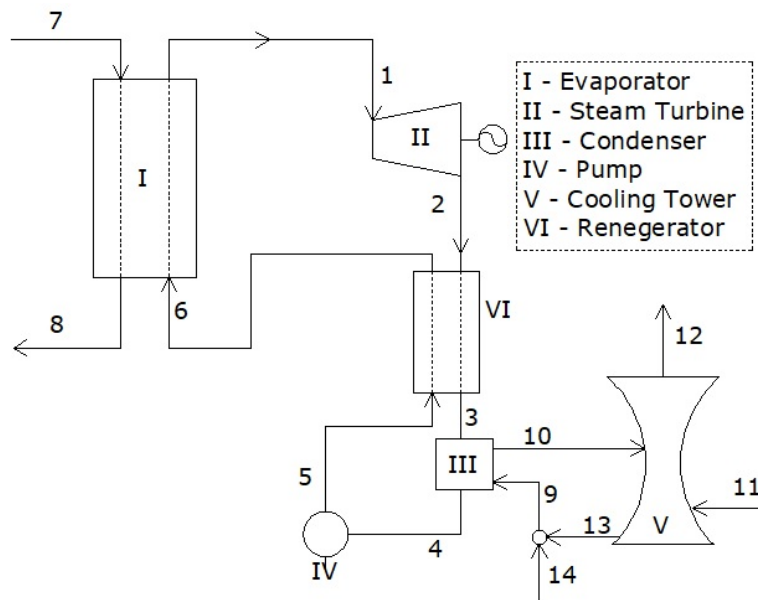 7
1
I
II
2
I - Evaporator
II - Steam Turbine
III - Condenser
IV - Pump
V - Cooling Tower
VI - Renegerator
8
6
VI
12
3
III
10
5
9
11
13
V
4
IV
14